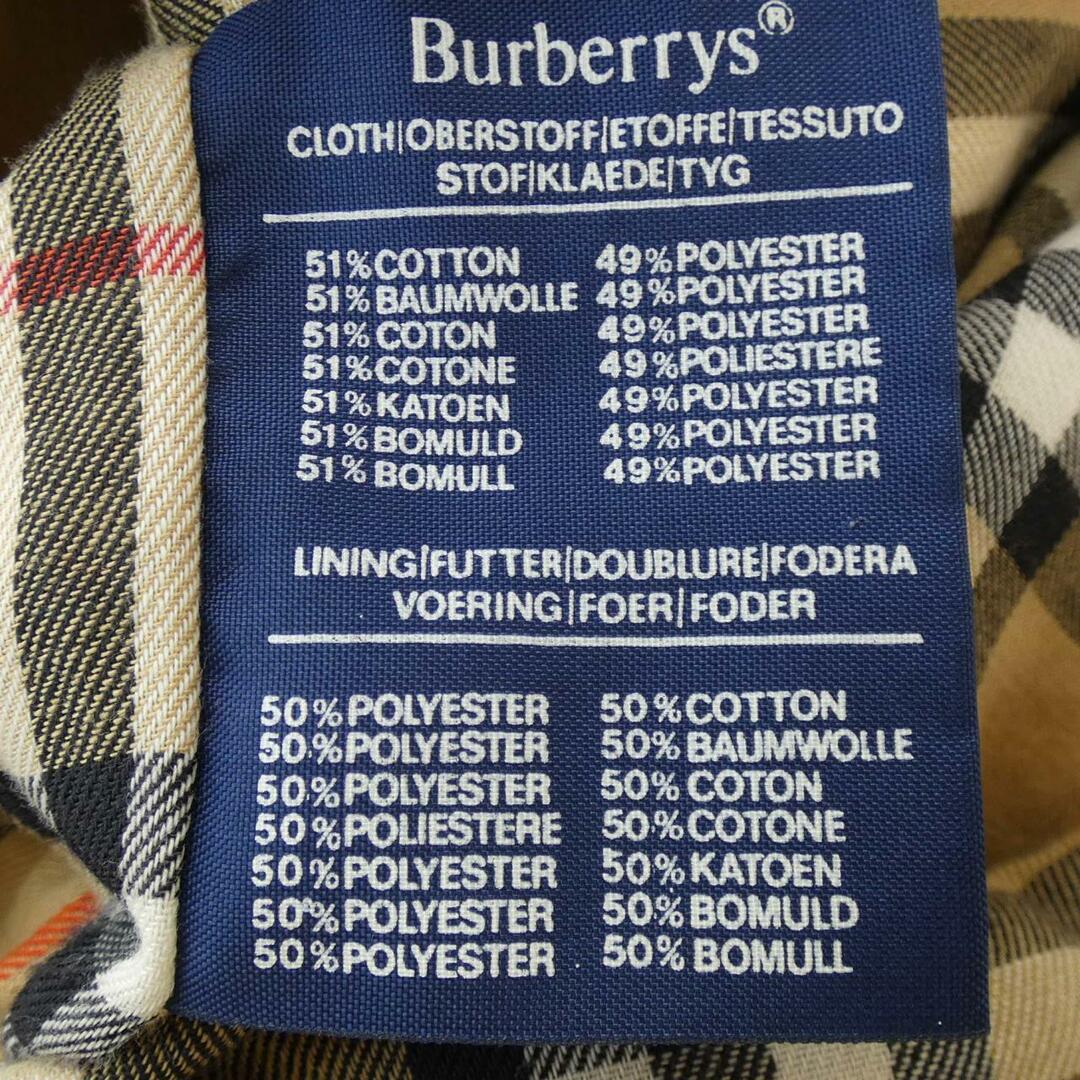 Burberrys®
CLOTH|OBERSTOFF|ETOFFE|TESSUTO
STOF|KLAEDE|TYG
51% COTTON 49% POLYESTER
51% BAUMWOLLE 49% POLYESTER
51% COTON 49% POLYESTER
51% COTONE 49% POLIESTERE
51% KATOEN 49% POLYESTER
51% BOMULD 49% POLYESTER
51% BOMULL 49% POLYESTER
LINING|FUTTER|DOUBLURE|FODERA
VOERING|FOER|FODER
50% POLYESTER 50% COTTON
50% POLYESTER 50% BAUMWOLLE
50% POLYESTER 50% COTON
50% POLIESTERE 50% COTONE
50% POLYESTER 50% KATOEN
50% POLYESTER 50% BOMULD
50% POLYESTER 50% BOMULL